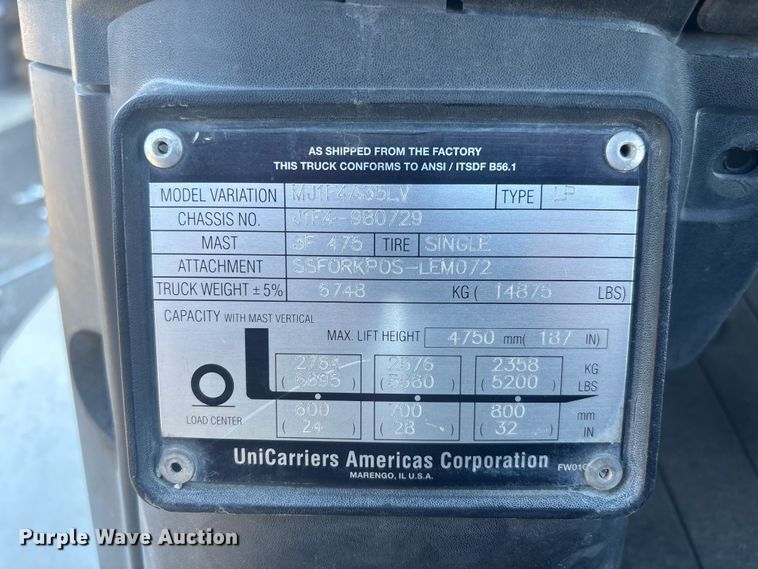 AS SHIPPED FROM THE FACTORY
THIS TRUCK CONFORMS TO ANSI / ITSDF B56.1
MODEL VARIATION MJ1F4A35LV TYPE LP
CHASSIS NO. J1F4-980729
MAST 3F 475 TIRE SINGLE
ATTACHMENT SSFORKPOS-LEM072
TRUCK WEIGHT ± 5% 6748 KG ( 14875 LBS)
CAPACITY WITH MAST VERTICAL
MAX. LIFT HEIGHT 4750 mm( 187 IN)
2576 2358 KG
( 5680 ) ( 5200 ) LBS
LOAD CENTER
600 700 800 mm
( 24 ) ( 28 ) ( 32 ) IN
UniCarriers Americas Corporation
MARENGO, IL U.S.A.
Purple Wave Auction